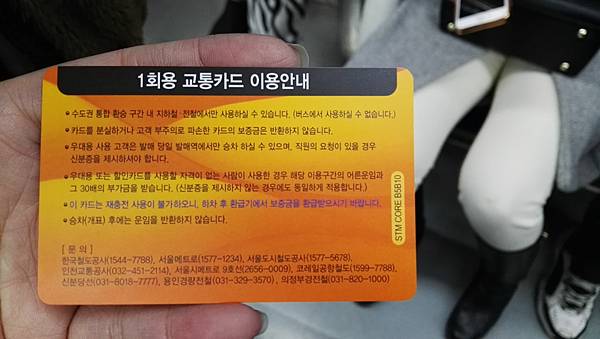 1회용 교통카드 이용안내
• 수도권 통합 환승 구간 내 지하철 · 전철에서만 사용하실 수 있습니다. (버스에서 사용하실 수 없습니다.)
• 카드를 분실하거나 고객 부주의로 파손한 카드의 보증금은 반환하지 않습니다.
• 우대용 사용 고객은 발매 당일 발매역에서만 승차 하실 수 있으며, 직원의 요청이 있을 경우
신분증을 제시하셔야 합니다.
• 우대용 또는 할인카드를 사용할 자격이 없는 사람이 사용한 경우 해당 이용구간의 어른운임과
그 30배의 부가금을 받습니다. (신분증을 제시하지 않는 경우에도 동일하게 적용합니다.)
• 이 카드는 재충전 사용이 불가하오니, 하차 후 환급기에서 보증금을 환급받으시기 바랍니다.
• 승차(개표) 후에는 운임을 반환하지 않습니다.
[ 문 의 ]
한국철도공사(1544-7788), 서울메트로(1577-1234), 서울도시철도공사(1577-5678),
인천교통공사(032-451-2114), 서울시메트로 9호선(2656-0009), 코레일공항철도(1599-7788),
신분당선(031-8018-7777), 용인경량전철(031-329-3570) , 의정부경전철(031-820-1000)
STM CORE B5B10